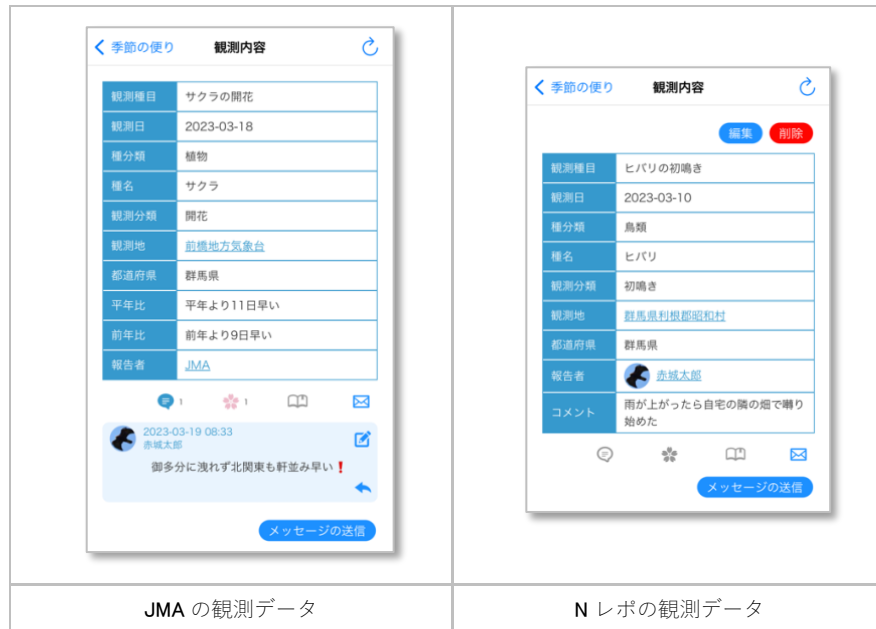 季節の便り 観測内容
観測種目 サクラの開花
観測日 2023-03-18
種分類 植物
種名 サクラ
観測分類 開花
観測地 前橋地方気象台
都道府県 群馬県
平年比 平年より11日早い
前年比 前年より9日早い
報告者 JMA
1 1
2023-03-19 08:33
赤城太郎
御多分に洩れず北関東も軒並み早い❗
メッセージの送信
JMA の観測データ
季節の便り 観測内容
編集 削除
観測種目 ヒバリの初鳴き
観測日 2023-03-10
種分類 鳥類
種名 ヒバリ
観測分類 初鳴き
観測地 群馬県利根郡昭和村
都道府県 群馬県
報告者 赤城太郎
コメント 雨が上がったら自宅の隣の畑で囀り
始めた
メッセージの送信
N レポの観測データ